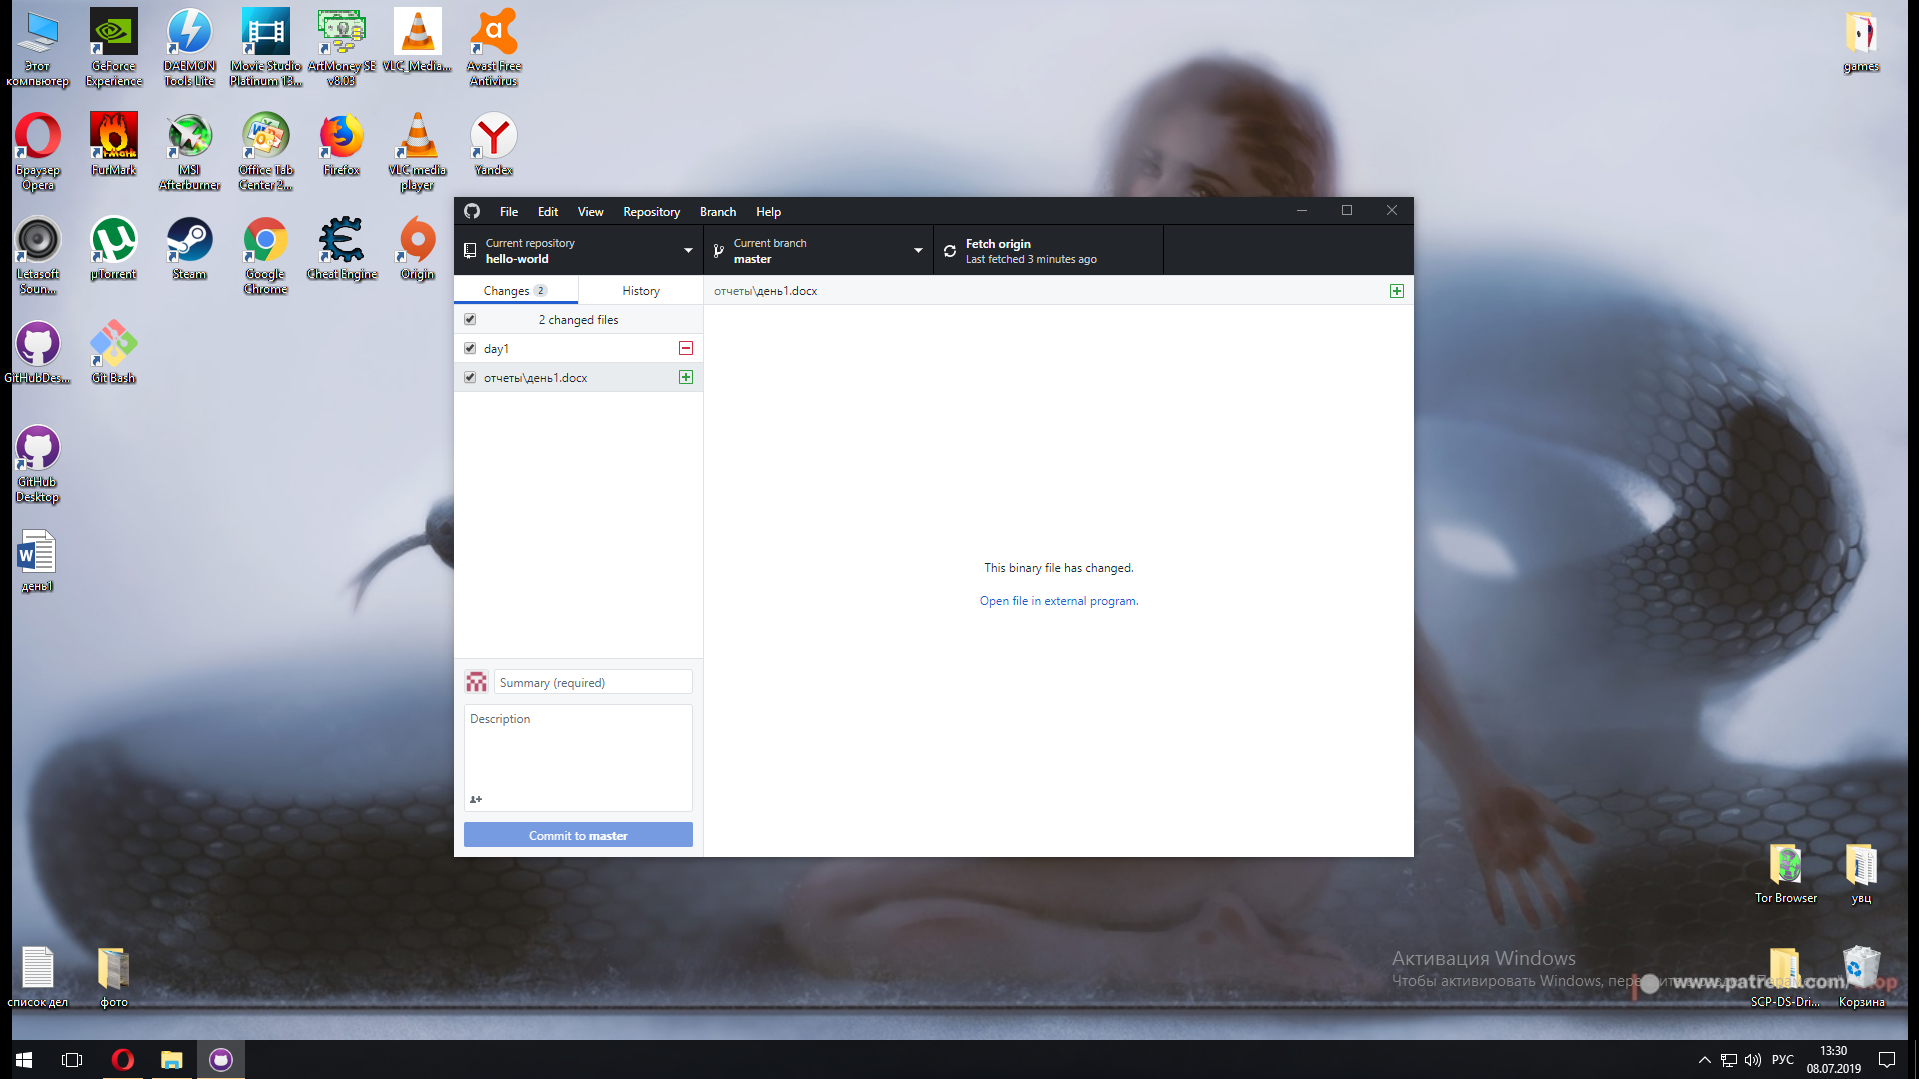 Этот
компьютер
GeForce
Experience
DAEMON
Tools Lite
Movie Studio
Platinum 13...
ArtMoney SE
v8.03
VLC_Media...
Avast Free
Antivirus
games
Браузер
Opera
FurMark
MSI
Afterburner
Office Tab
Center 2...
Firefox
VLC media
player
Yandex
Letasoft
Soun...
µTorrent
Steam
Google
Chrome
Cheat Engine
Origin
GitHubDes...
Git Bash
GitHub
Desktop
день1
File Edit View Repository Branch Help
Current repository
hello-world
Current branch
master
Fetch origin
Last fetched 3 minutes ago
Changes 2
History
отчеты\день1.docx
2 changed files
day1
отчеты\день1.docx
This binary file has changed.
Open file in external program.
Summary (required)
Description
Commit to master
Tor Browser
увц
список дел
фото
Активация Windows
Чтобы активировать Windows,
www.patreon.com/
SCP-DS-Dri...
Корзина
РУС
13:30
08.07.2019